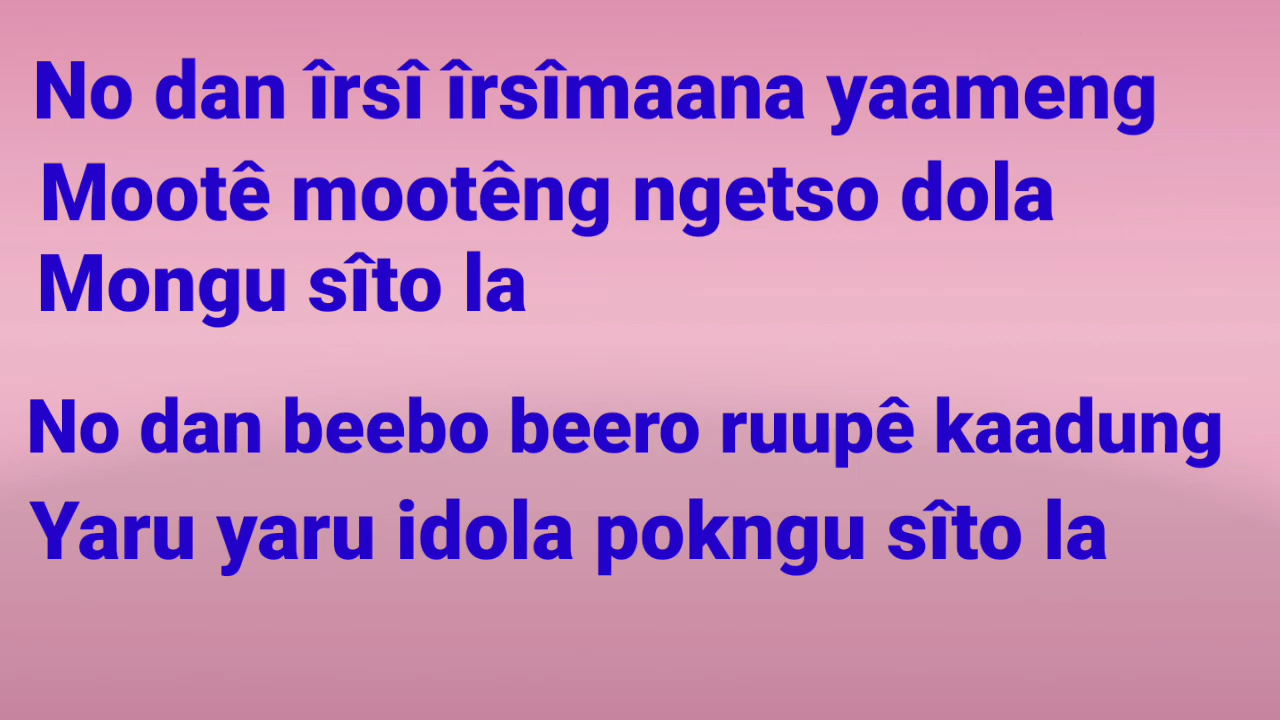 No dan îrsî îrsîmaana yaameng
Mootê mootêng ngetso dola
Mongu sîto la
No dan beebo beero ruupê kaadung
Yaru yaru idola pokngu sîto la